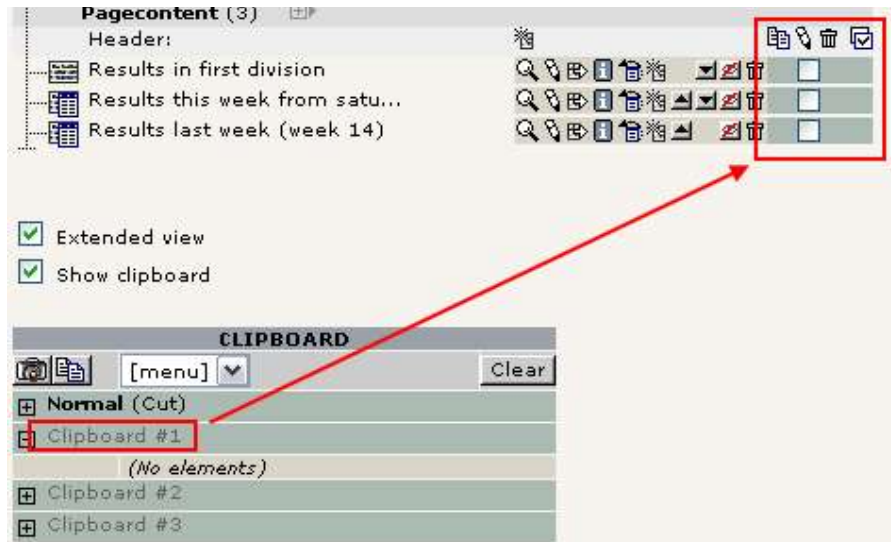 Pagecontent (3)
Header:
Results in first division
Results this week from satu...
Results last week (week 14)
Extended view
Show clipboard
CLIPBOARD
[menu] Clear
Normal (Cut)
Clipboard #1
(No elements)
Clipboard #2
Clipboard #3